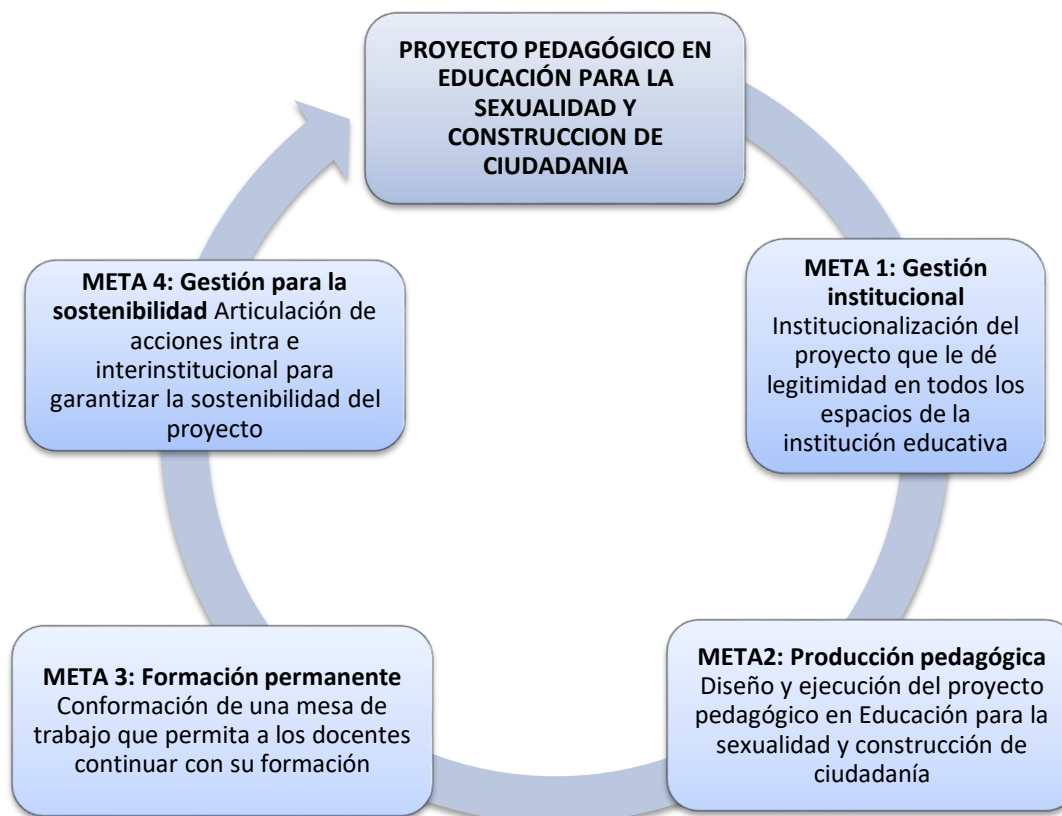 PROYECTO PEDAGÓGICO EN
EDUCACIÓN PARA LA
SEXUALIDAD Y
CONSTRUCCION DE
CIUDADANIA
META 1: Gestión
institucional
Institucionalización del
proyecto que le dé
legitimidad en todos los
espacios de la
institución educativa
META2: Producción pedagógica
Diseño y ejecución del proyecto
pedagógico en Educación para la
sexualidad y construcción de
ciudadanía
META 3: Formación permanente
Conformación de una mesa de
trabajo que permita a los docentes
continuar con su formación
META 4: Gestión para la
sostenibilidad Articulación de
acciones intra e
interinstitucional para
garantizar la sostenibilidad del
proyecto